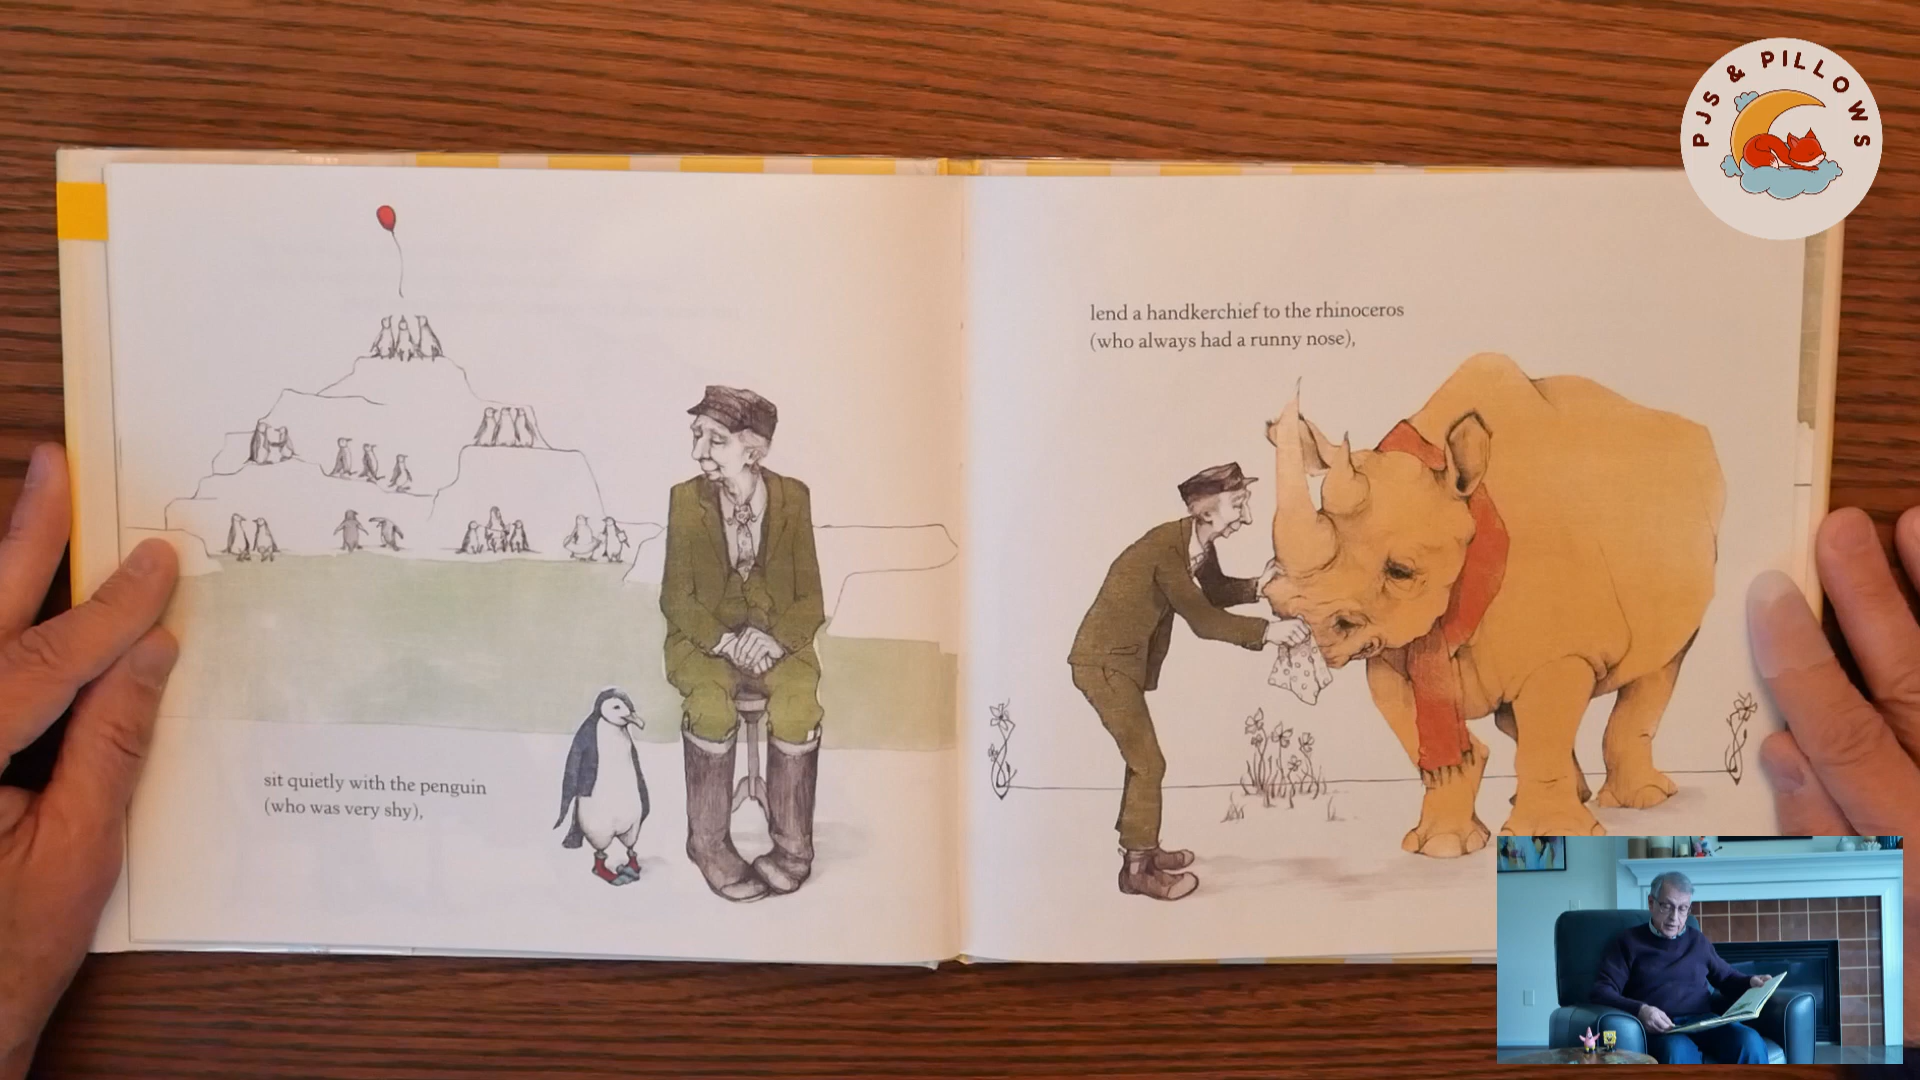 PJS & PILLOWS
sit quietly with the penguin
(who was very shy),
lend a handkerchief to the rhinoceros
(who always had a runny nose),